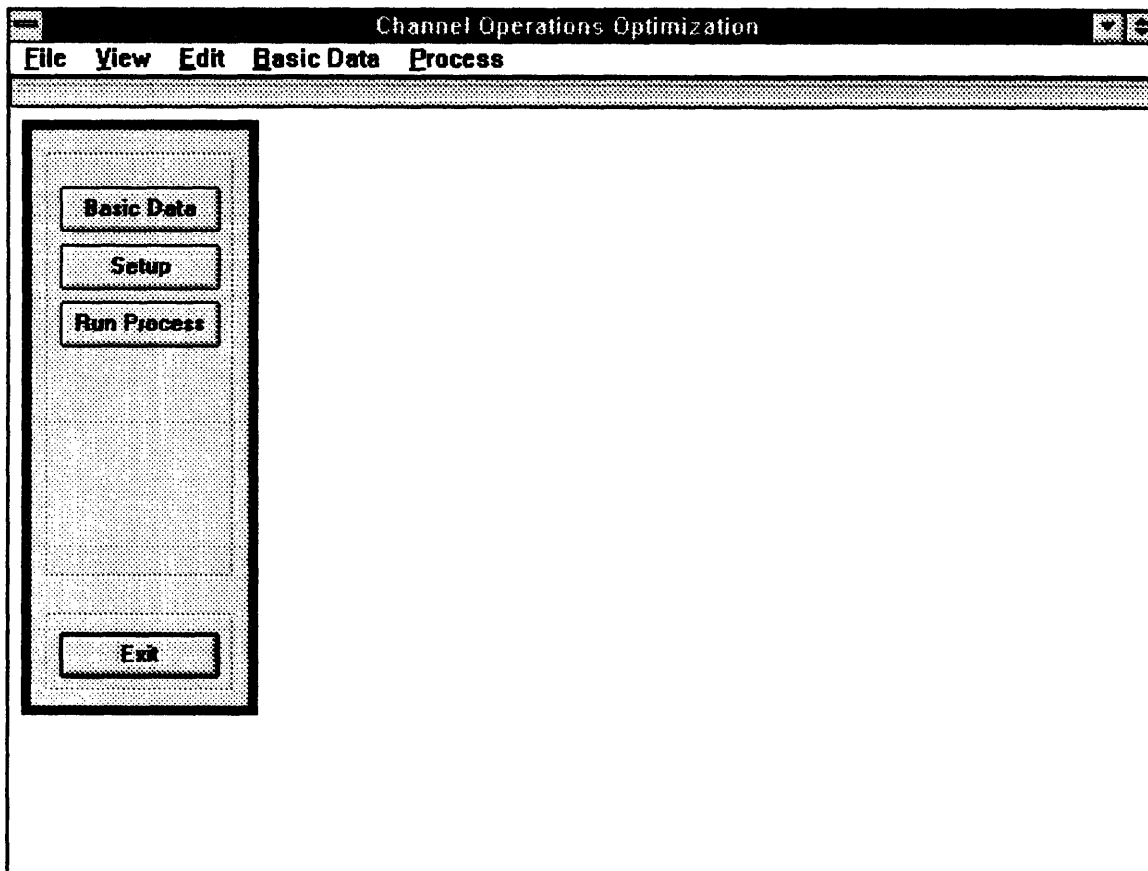 Channel Operations Optimization
File View Edit Basic Data Process
Basic Data
Setup
Run Process
Exit